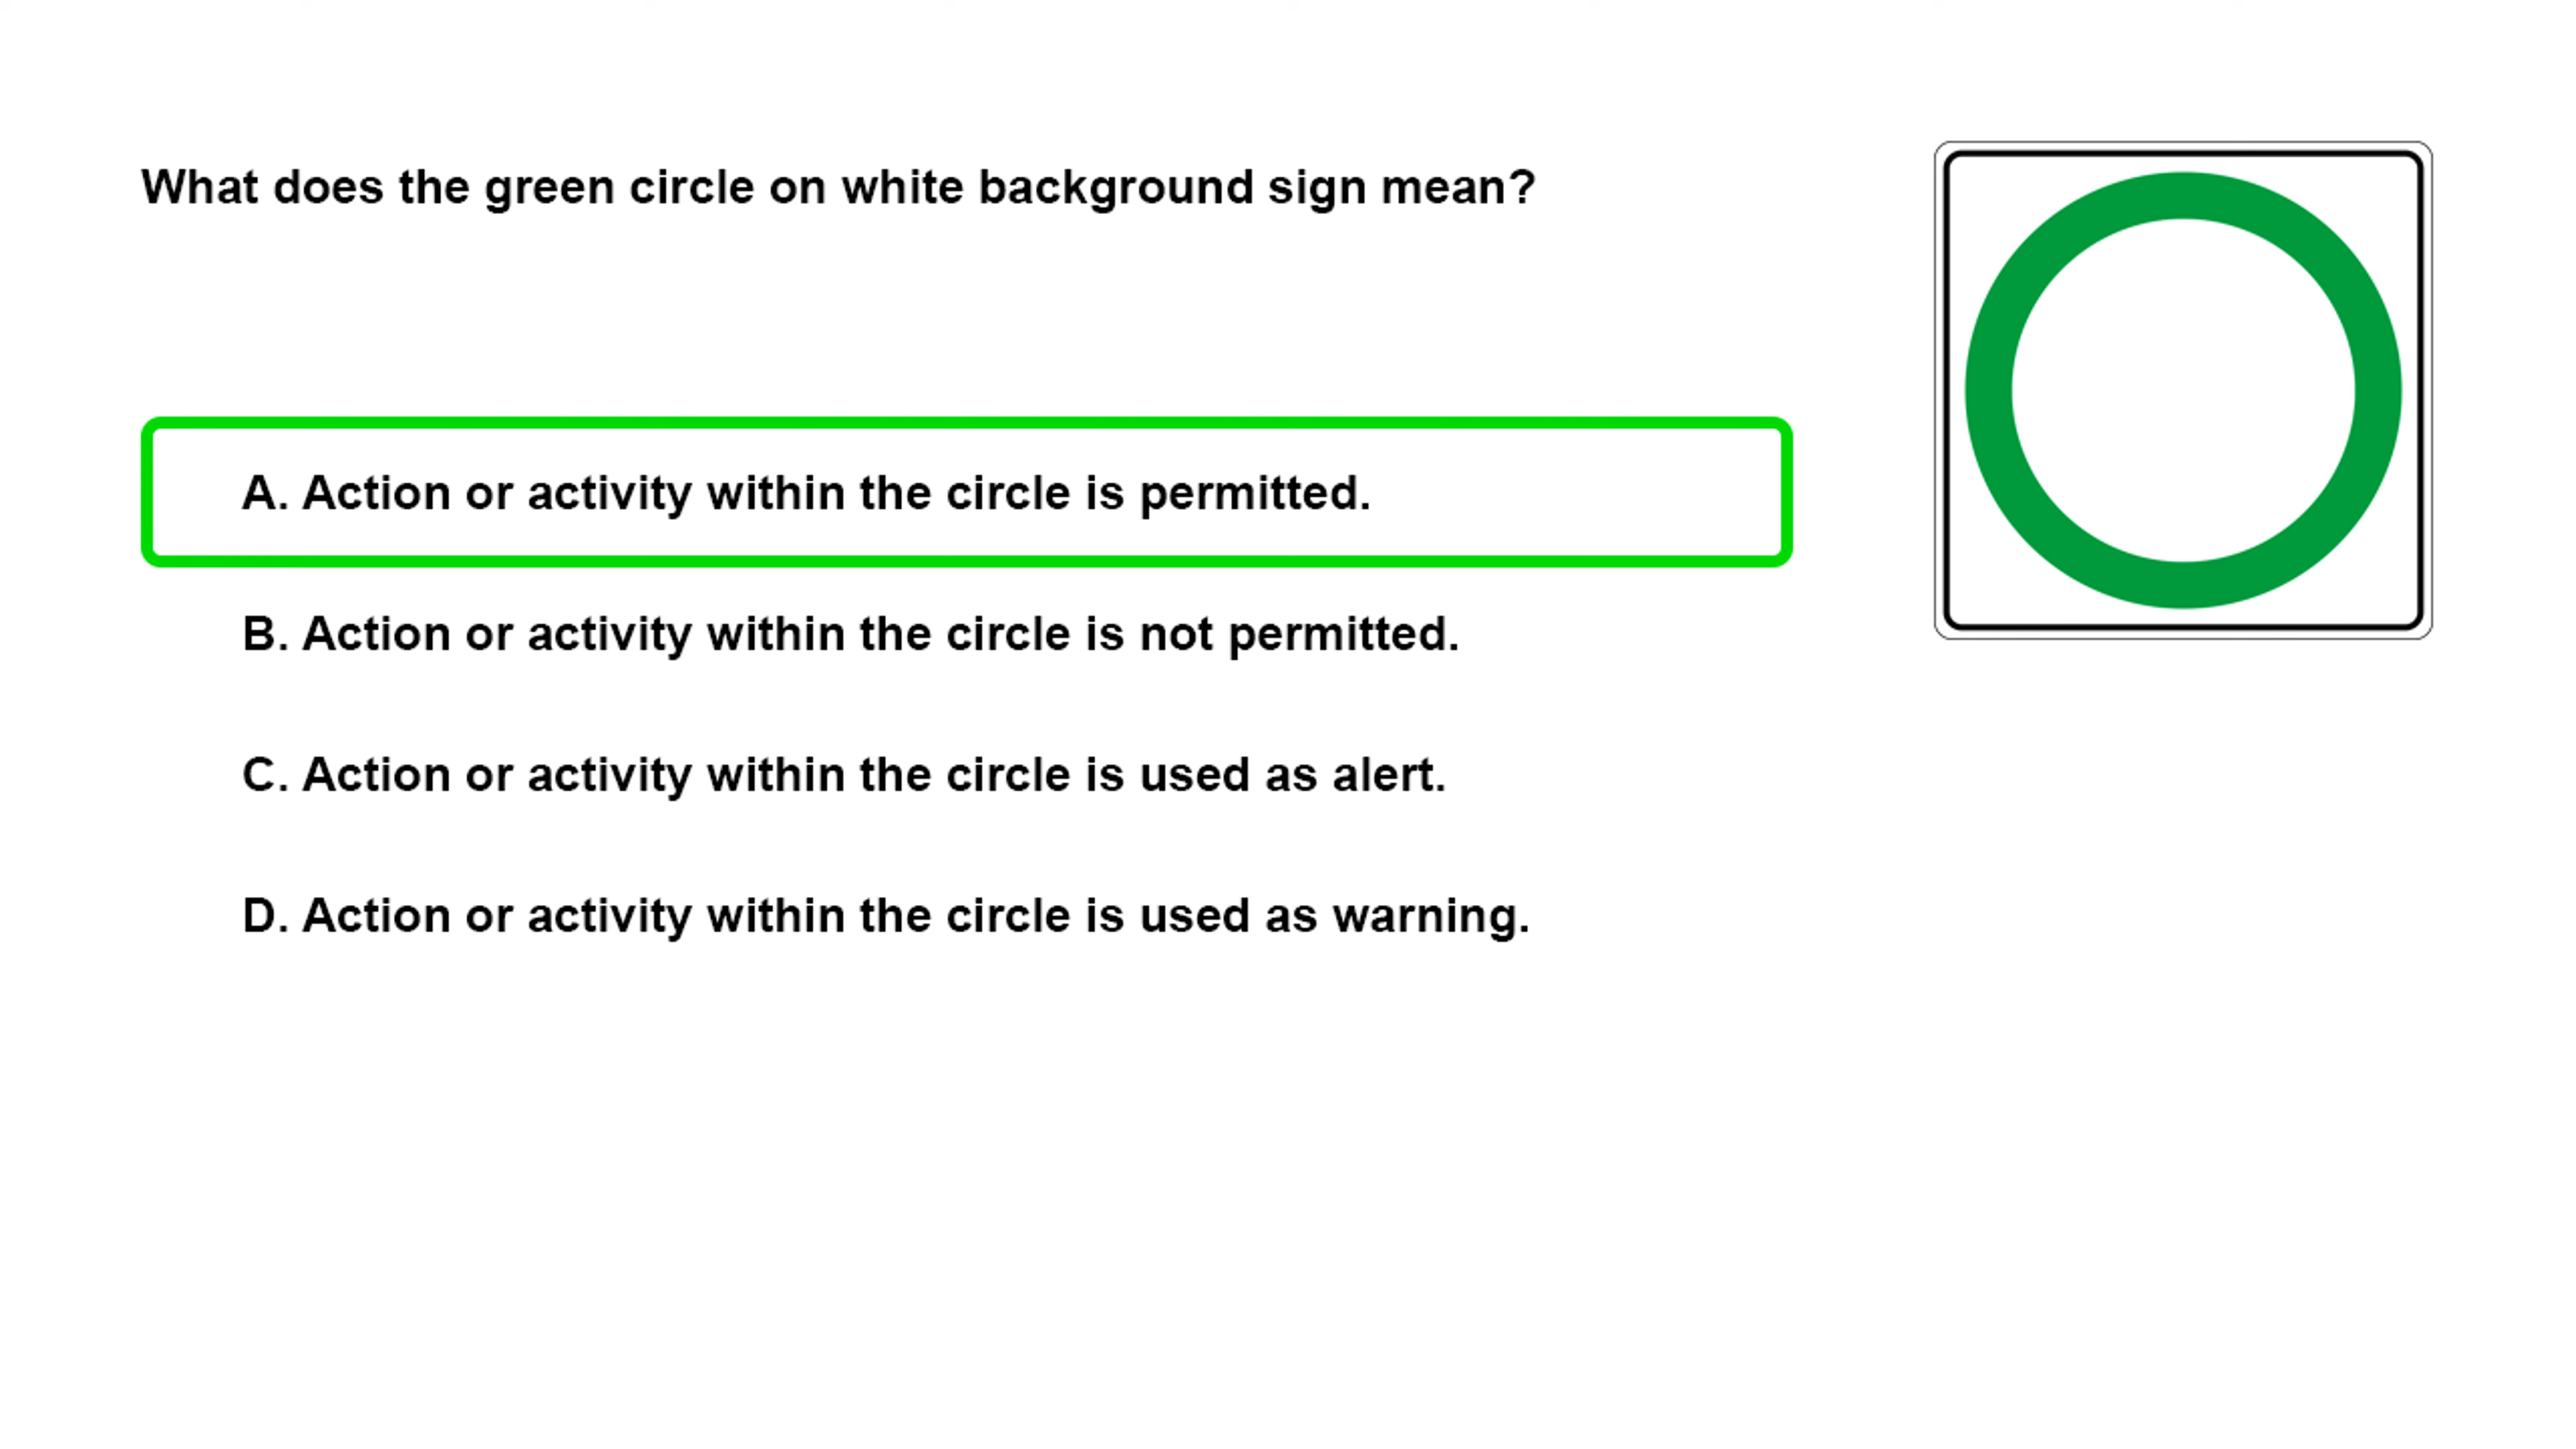 What does the green circle on white background sign mean?
A. Action or activity within the circle is permitted.
B. Action or activity within the circle is not permitted.
C. Action or activity within the circle is used as alert.
D. Action or activity within the circle is used as warning.